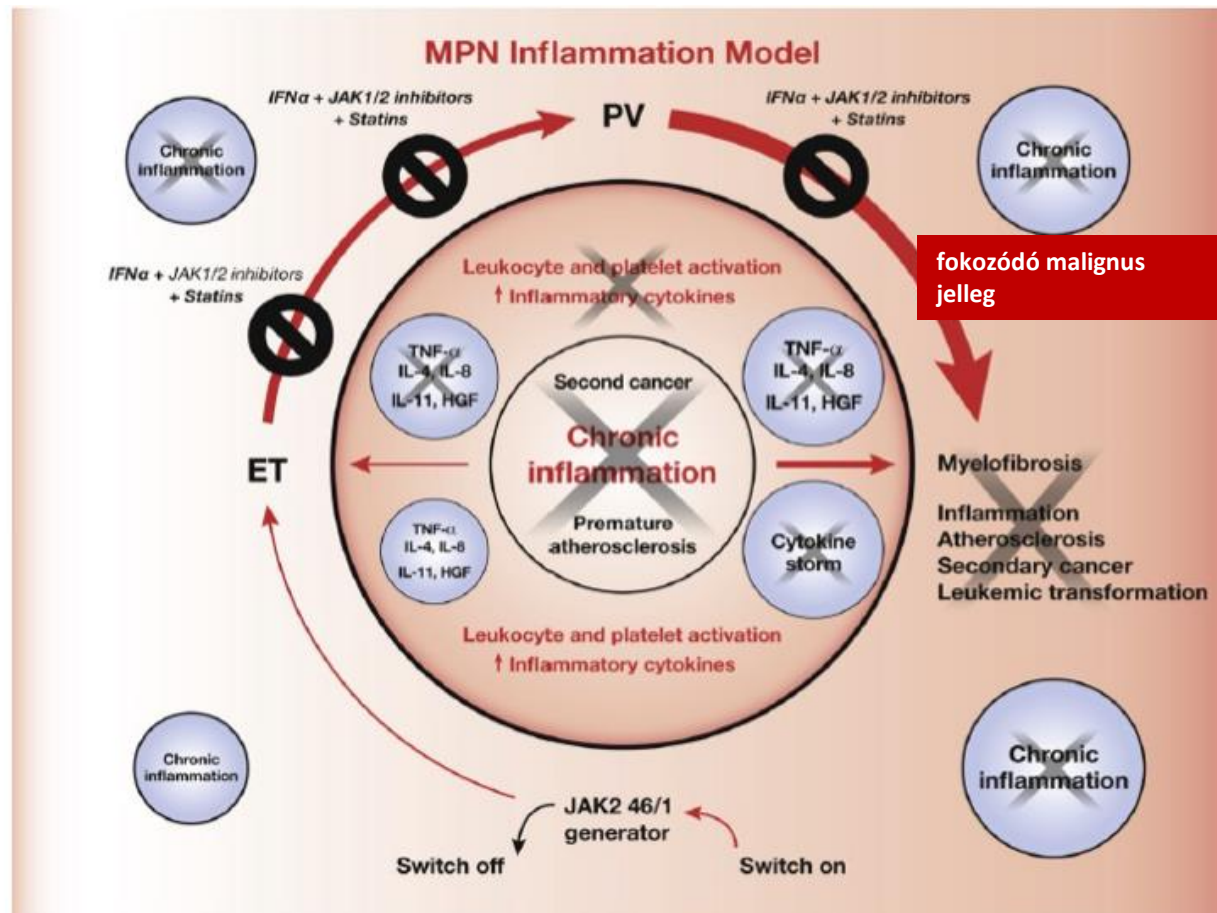 MPN Inflammation Model
IFNα + JAK1/2 inhibitors
+ Statins
PV
IFNα + JAK1/2 inhibitors
+ Statins
Chronic
inflammation
Chronic
inflammation
IFNα + JAK1/2 inhibitors
+ Statins
fokozódó malignus
jelleg
Leukocyte and platelet activation
↑ Inflammatory cytokines
TNF-α
IL-4, IL-8
IL-11, HGF
Second cancer
Chronic
inflammation
Premature
atherosclerosis
TNF-α
IL-4, IL-8
IL-11, HGF
ET
Myelofibrosis
Inflammation
Atherosclerosis
Secondary cancer
Leukemic transformation
TNF-α
IL-4, IL-8
IL-11, HGF
Cytokine
storm
Leukocyte and platelet activation
↑ Inflammatory cytokines
Chronic
inflammation
Chronic
inflammation
JAK2 46/1
generator
Switch off
Switch on